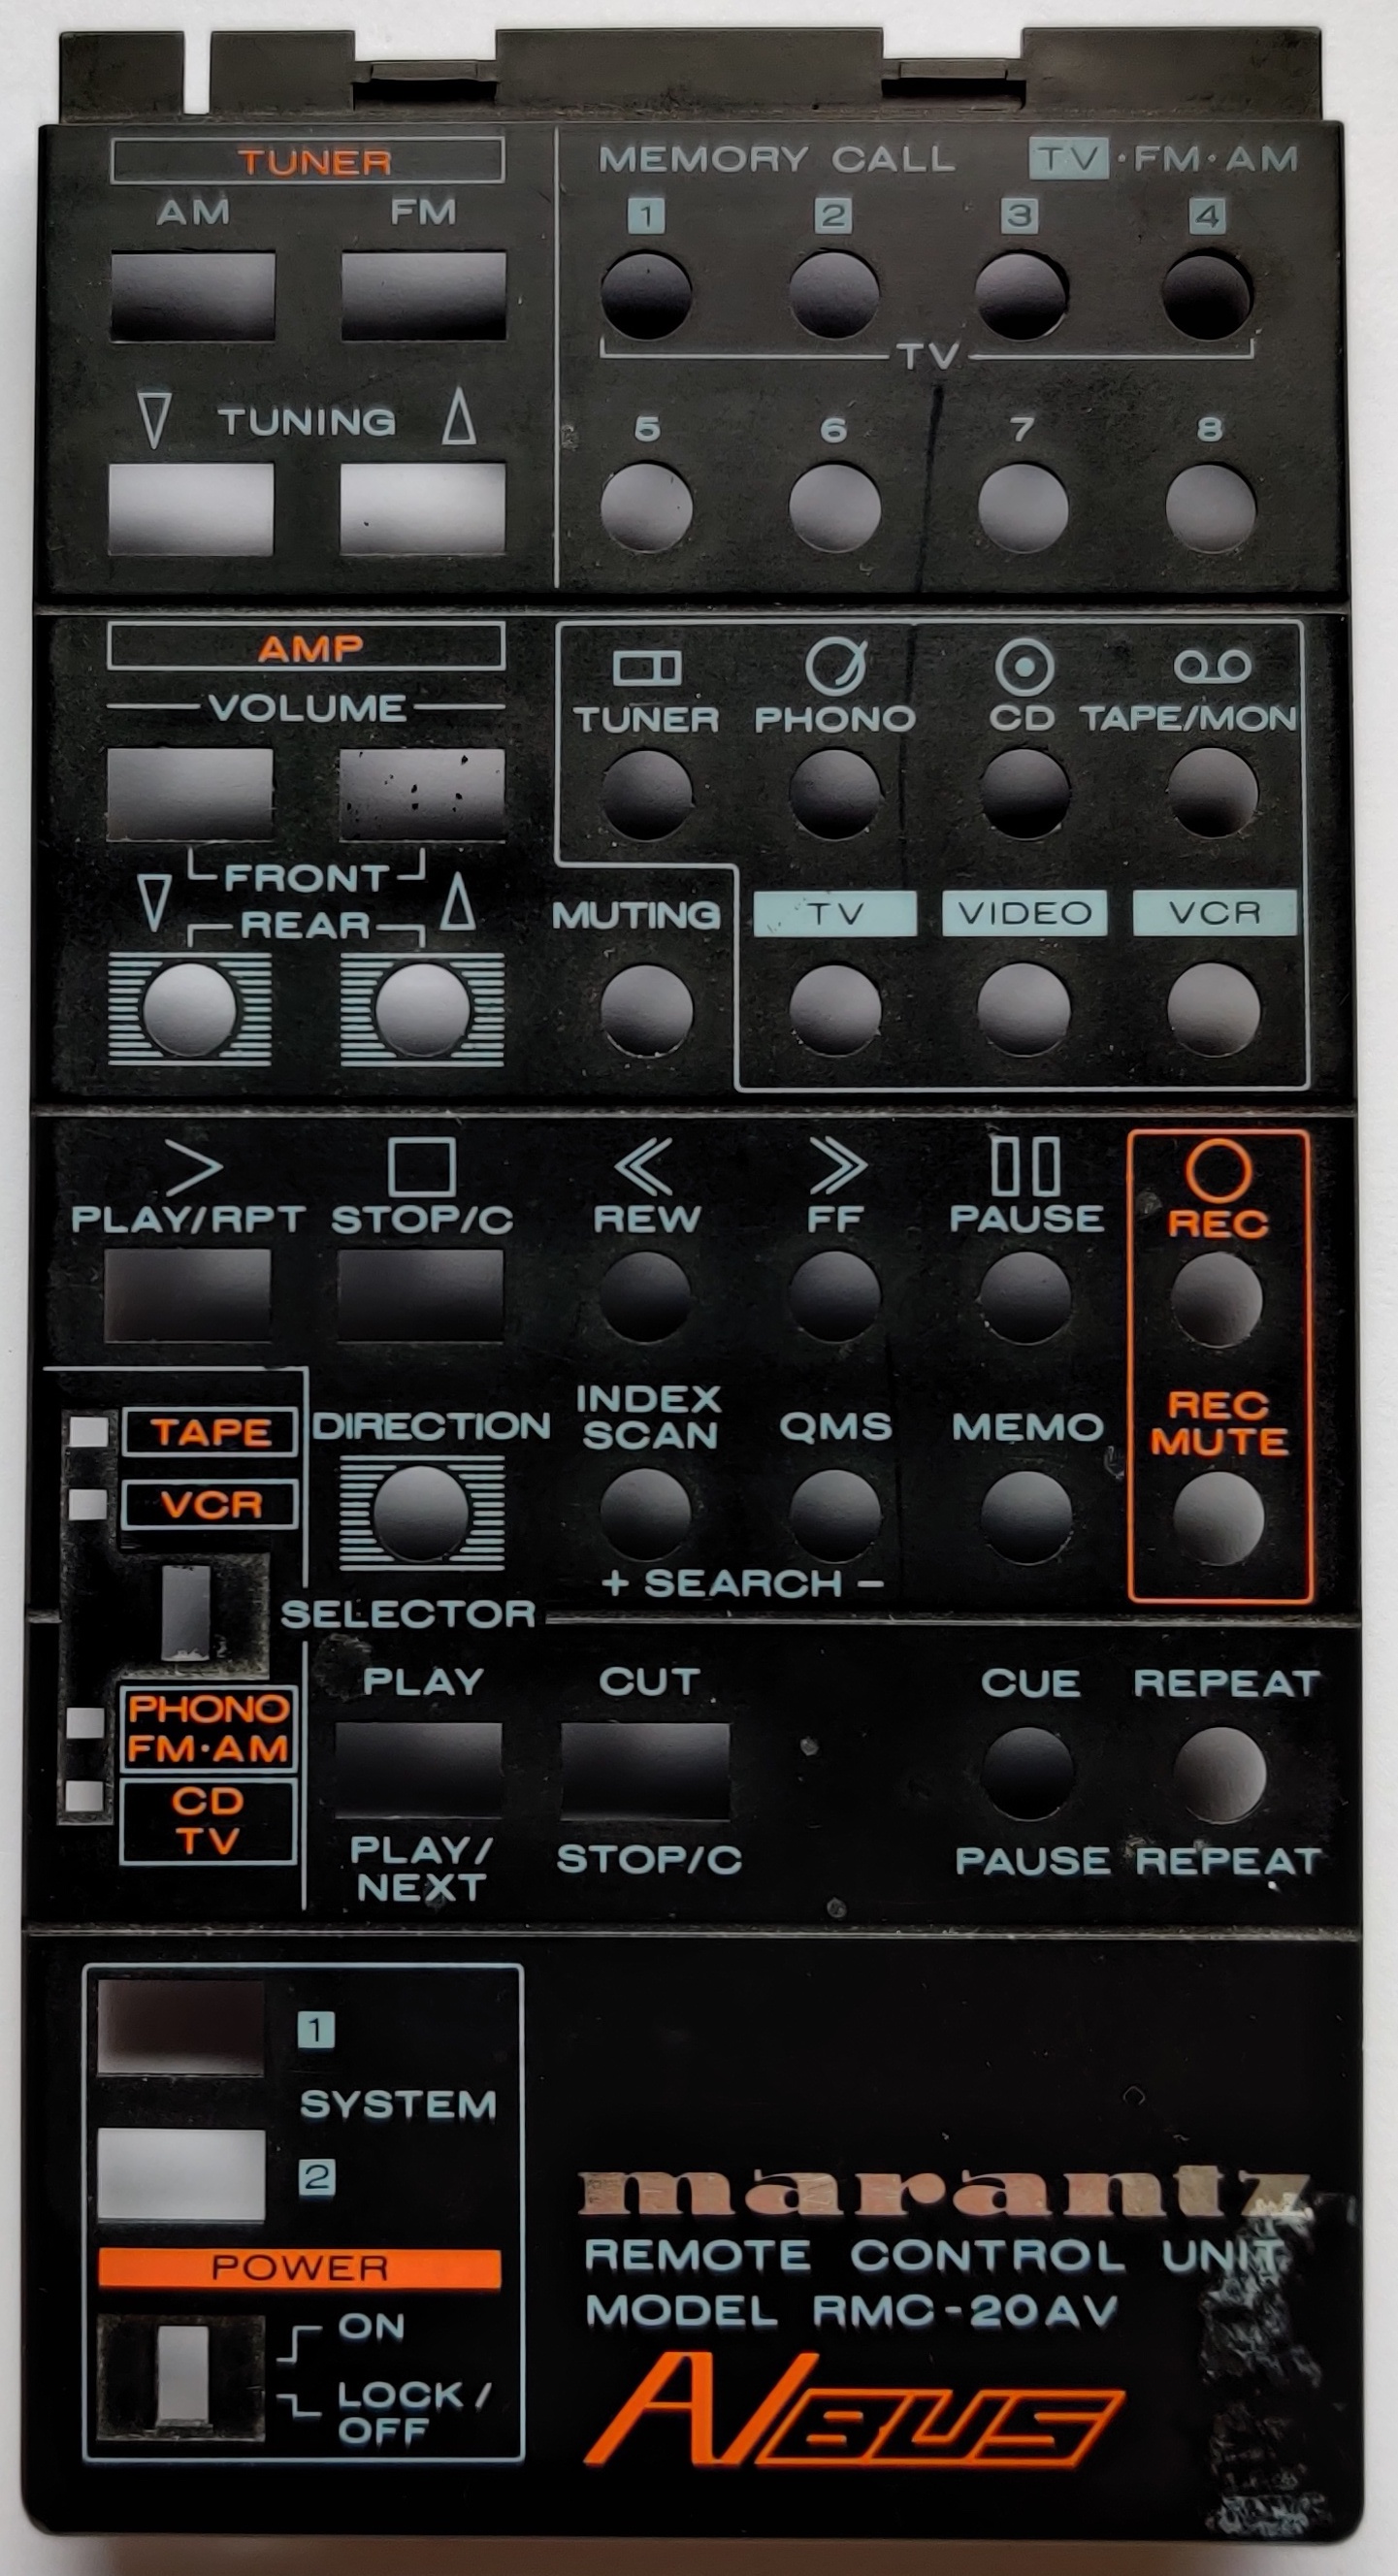 TUNER
MEMORY CALL TV·FM·AM
AM FM 1 2 3 4
TV
TUNING 5 6 7 8
AMP
VOLUME TUNER PHONO CD TAPE/MON
FRONT
REAR MUTING TV VIDEO VCR
PLAY/RPT STOP/C REW FF PAUSE REC
TAPE DIRECTION INDEX SCAN QMS MEMO REC MUTE
VCR
+ SEARCH −
SELECTOR
PHONO
FM·AM
PLAY CUT CUE REPEAT
CD
TV
PLAY/
NEXT STOP/C PAUSE REPEAT
1
SYSTEM
2
POWER
ON
LOCK/
OFF
marantz
REMOTE CONTROL UNIT
MODEL RMC-20AV
AV BUS